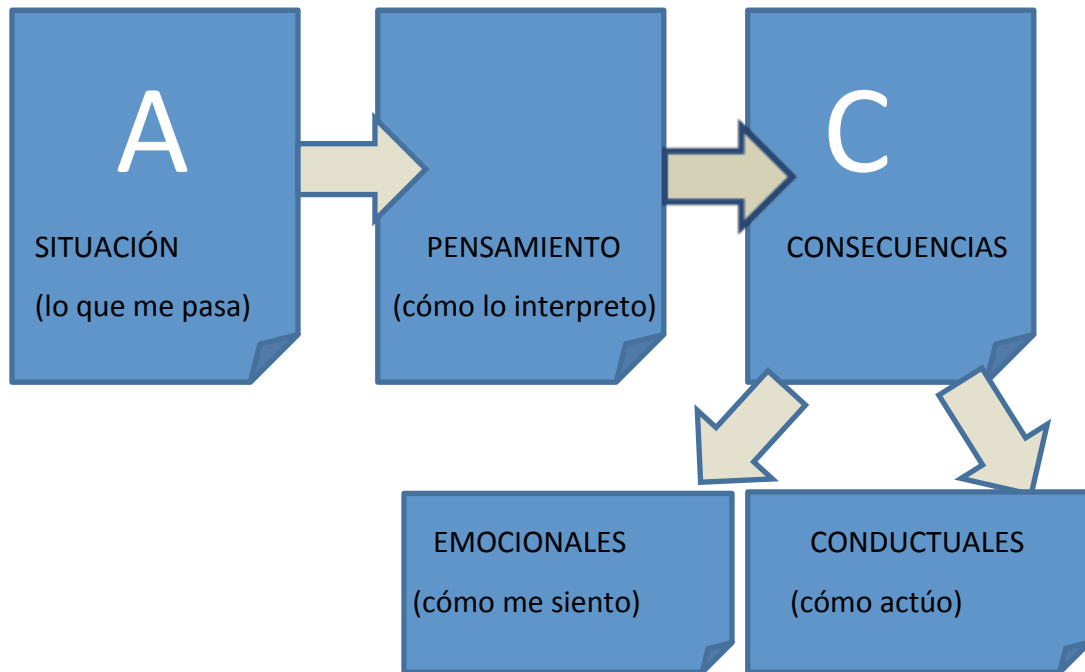 A
SITUACIÓN
(lo que me pasa)
PENSAMIENTO
(cómo lo interpreto)
C
CONSECUENCIAS
EMOCIONALES
(cómo me siento)
CONDUCTUALES
(cómo actúo)